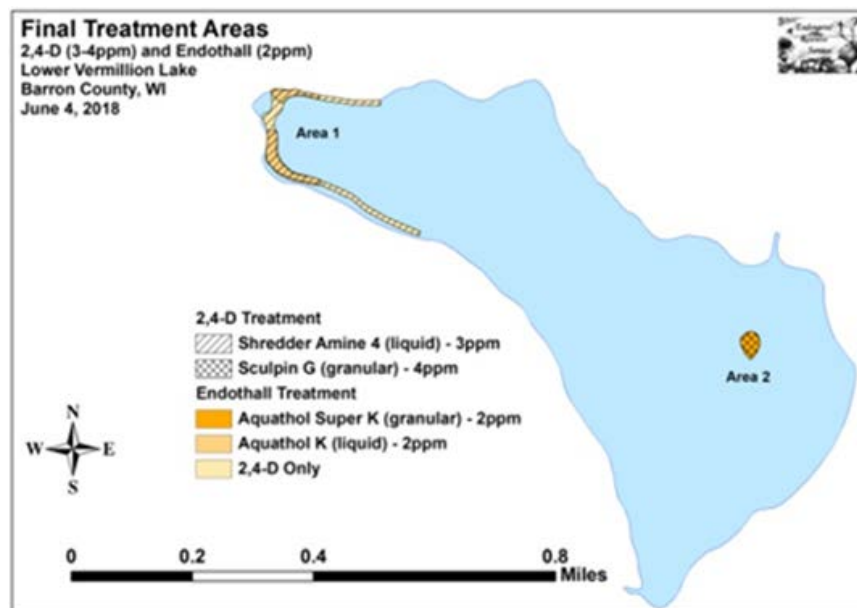 Final Treatment Areas
2,4-D (3-4ppm) and Endothall (2ppm)
Lower Vermillion Lake
Barron County, WI
June 4, 2018
Area 1
Area 2
2,4-D Treatment
Shredder Amine 4 (liquid) - 3ppm
Sculpin G (granular) - 4ppm
Endothall Treatment
Aquathol Super K (granular) - 2ppm
Aquathol K (liquid) - 2ppm
2,4-D Only
N
W E
S
0 0.2 0.4 0.8
Miles